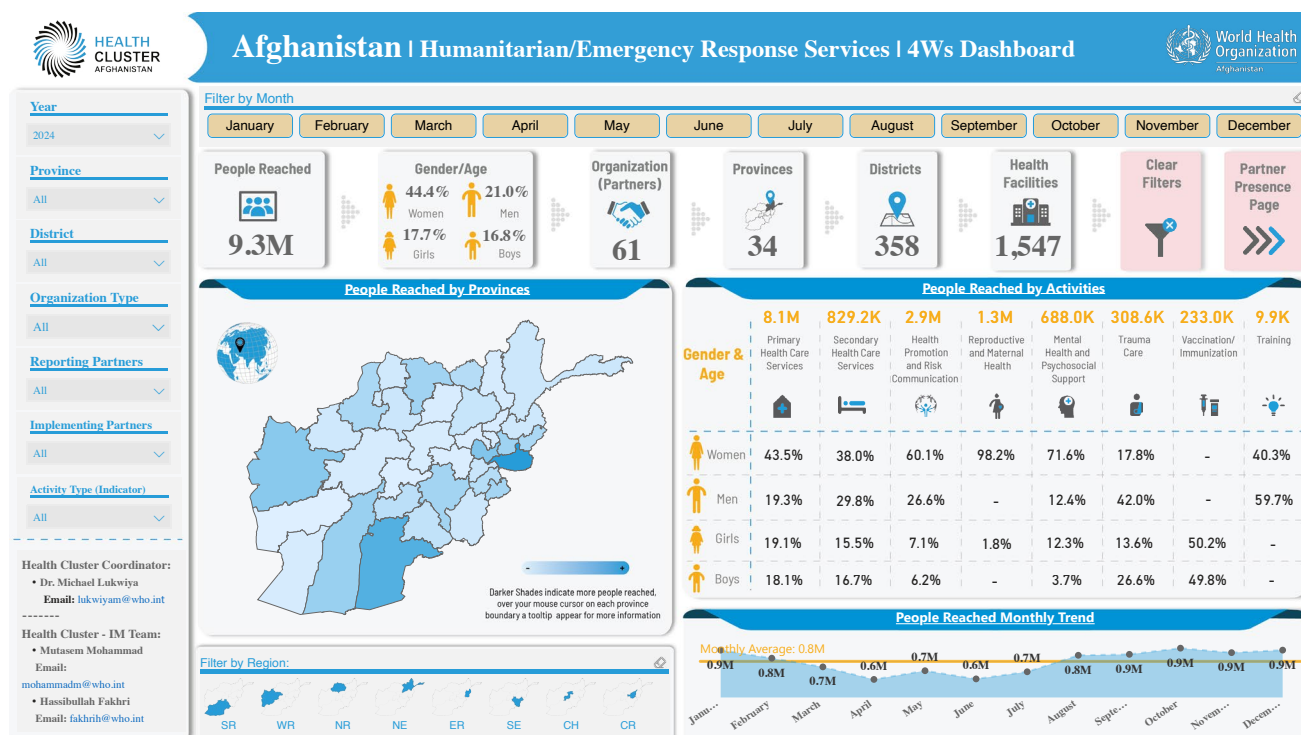 HEALTH
CLUSTER
AFGHANISTAN
Afghanistan | Humanitarian/Emergency Response Services | 4Ws Dashboard
World Health
Organization
Afghanistan
Year
2024
Province
All
District
All
Organization Type
All
Reporting Partners
All
Implementing Partners
All
Activity Type (Indicator)
All
Health Cluster Coordinator:
• Dr. Michael Lukwiya
Email: lukwiyam@who.int
-------
Health Cluster - IM Team:
• Mutasem Mohammad
Email:
mohammadm@who.int
• Hassibullah Fakhri
Email: fakhrih@who.int
Filter by Month
January February March April May June July August September October November December
People Reached
9.3M
Gender/Age
44.4% 21.0%
Women Men
17.7% 16.8%
Girls Boys
Organization
(Partners)
61
Provinces
34
Districts
358
Health
Facilities
1,547
Clear
Filters
Partner
Presence
Page
People Reached by Provinces
- +
Darker Shades indicate more people reached,
over your mouse cursor on each province
boundary a tooltip appear for more information
Filter by Region:
SR WR NR NE ER SE CH CR
People Reached by Activities
8.1M 829.2K 2.9M 1.3M 688.0K 308.6K 233.0K 9.9K
Gender &
Age
Primary
Health Care
Services
Secondary
Health Care
Services
Health
Promotion
and Risk
Communication
Reproductive
and Maternal
Health
Mental
Health and
Psychosocial
Support
Trauma
Care
Vaccination/
Immunization
Training
Women 43.5% 38.0% 60.1% 98.2% 71.6% 17.8% - 40.3%
Men 19.3% 29.8% 26.6% - 12.4% 42.0% - 59.7%
Girls 19.1% 15.5% 7.1% 1.8% 12.3% 13.6% 50.2% -
Boys 18.1% 16.7% 6.2% - 3.7% 26.6% 49.8% -
People Reached Monthly Trend
Monthly Average: 0.8M
0.9M 0.8M 0.7M 0.6M 0.7M 0.6M 0.7M 0.8M 0.9M 0.9M 0.9M 0.9M
Janu... February March April May June July August Septe... October Novem... Decem...